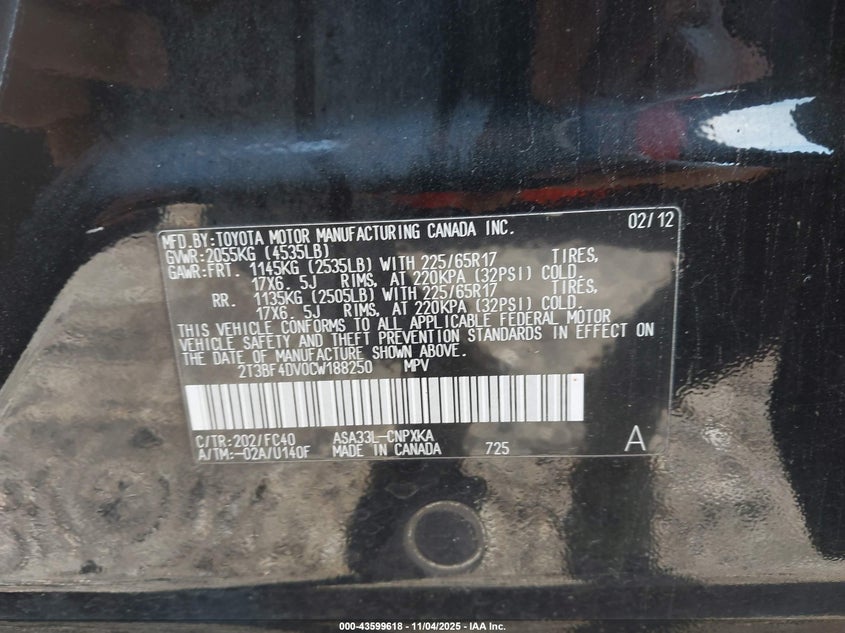 02/12
MFD.BY:TOYOTA MOTOR MANUFACTURING CANADA INC.
GVWR:2055KG (4535LB)
GAWR:FRT. 1145KG (2535LB) WITH 225/65R17 TIRES,
17X6. 5J RIMS, AT 220KPA (32PSI) COLD.
RR. 1135KG (2505LB) WITH 225/65R17 TIRES,
17X6. 5J RIMS, AT 220KPA (32PSI) COLD.
THIS VEHICLE CONFORMS TO ALL APPLICABLE FEDERAL MOTOR
VEHICLE SAFETY AND THEFT PREVENTION STANDARDS IN EFFECT ON
THE DATE OF MANUFACTURE SHOWN ABOVE.
2T3BF4DV0CW188250 MPV
C/TR:202/FC40 ASA33L-CNPXKA
A/TM:-02A/U140F MADE IN CANADA 725 A
000-43599618 - 11/04/2025 - IAA Inc.